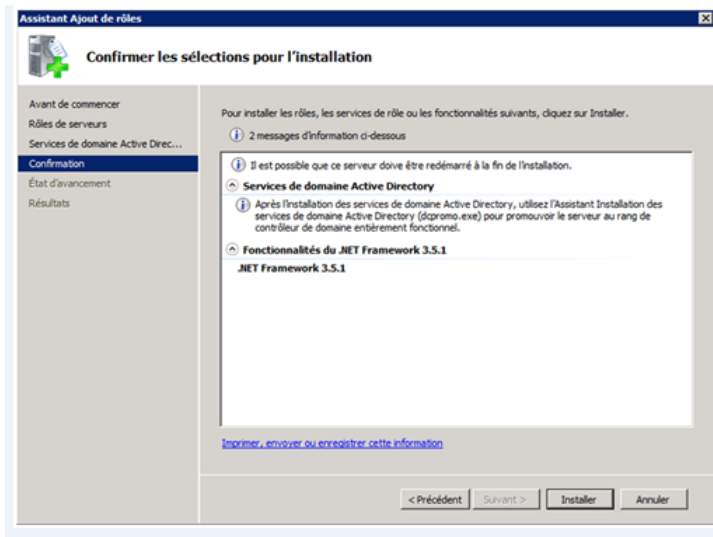 Assistant Ajout de rôles
Confirmer les sélections pour l'installation
Avant de commencer
Rôles de serveurs
Services de domaine Active Direc...
Confirmation
État d'avancement
Résultats
Pour installer les rôles, les services de rôle ou les fonctionnalités suivants, cliquez sur Installer.
2 messages d'information ci-dessous
Il est possible que ce serveur doive être redémarré à la fin de l'installation.
Services de domaine Active Directory
Après l'installation des services de domaine Active Directory, utilisez l'Assistant Installation des
services de domaine Active Directory (dcpromo.exe) pour promouvoir le serveur au rang de
contrôleur de domaine entièrement fonctionnel.
Fonctionnalités du .NET Framework 3.5.1
.NET Framework 3.5.1
Imprimer, envoyer ou enregistrer cette information
< Précédent Suivant > Installer Annuler